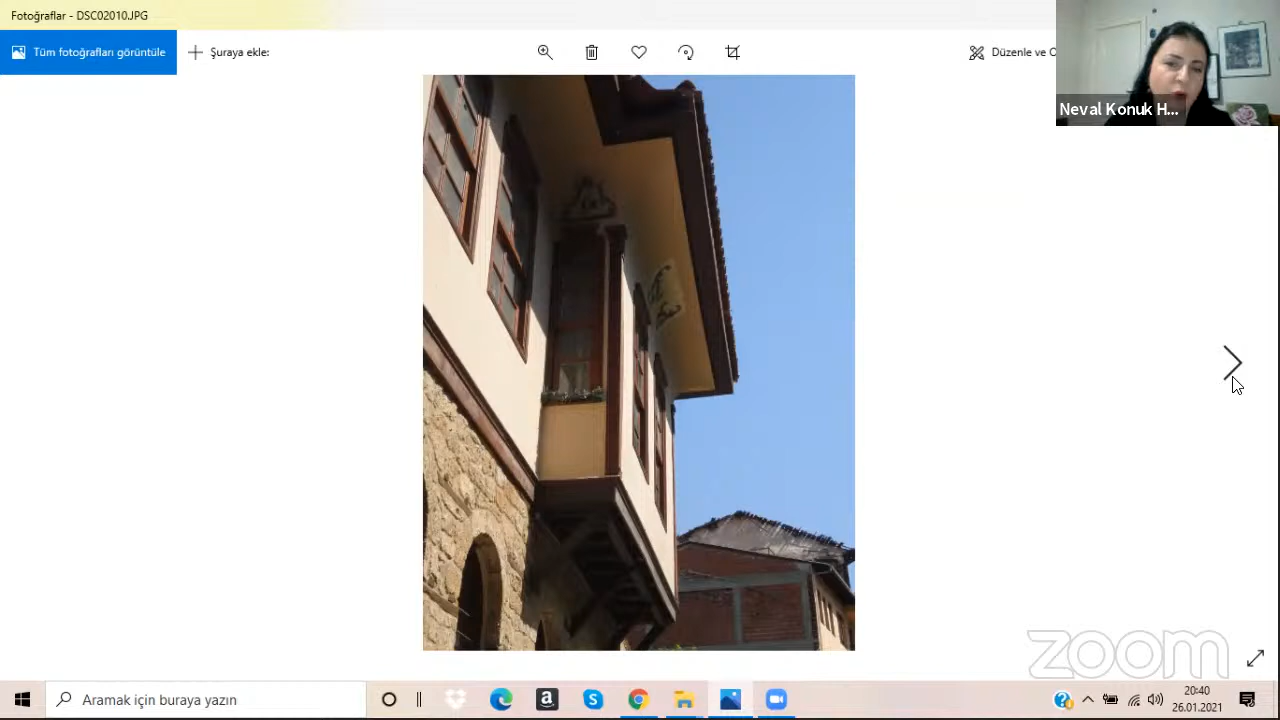 Fotoğraflar - DSC02010.JPG
Tüm fotoğrafları görüntüle
Şuraya ekle:
Düzenle ve O
Neval Konuk H...
zoom
Aramak için buraya yazın
20:40
26.01.2021